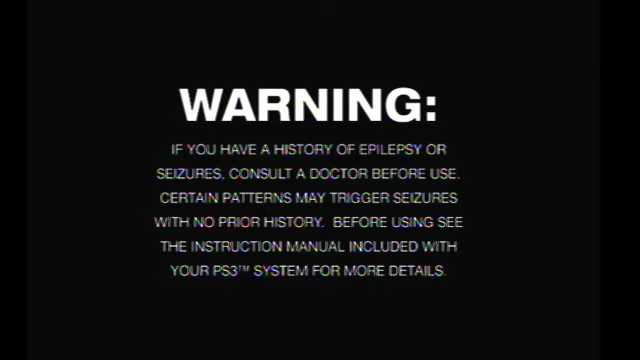 WARNING:
IF YOU HAVE A HISTORY OF EPILEPSY OR
SEIZURES, CONSULT A DOCTOR BEFORE USE.
CERTAIN PATTERNS MAY TRIGGER SEIZURES
WITH NO PRIOR HISTORY. BEFORE USING SEE
THE INSTRUCTION MANUAL INCLUDED WITH
YOUR PS3™ SYSTEM FOR MORE DETAILS.